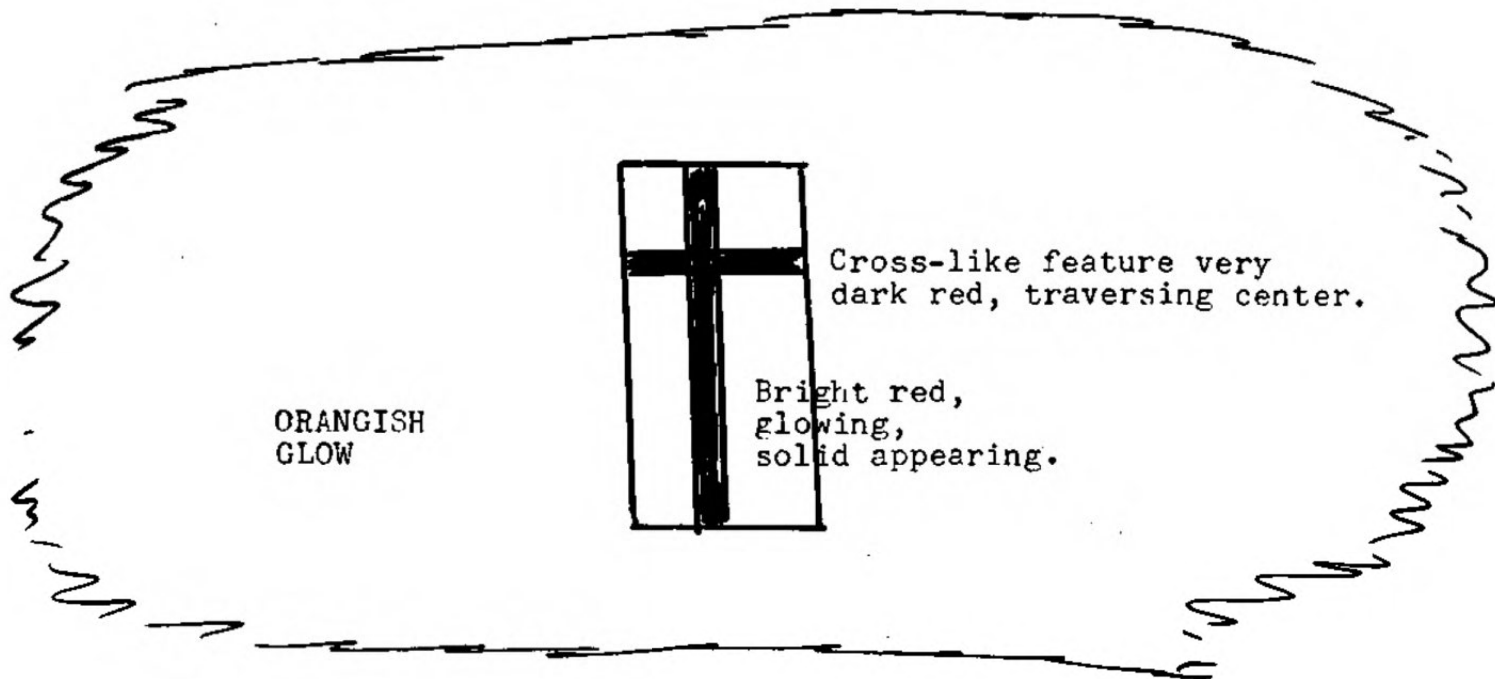 Cross-like feature very
dark red, traversing center.
Bright red,
glowing,
solid appearing.
ORANGISH
GLOW